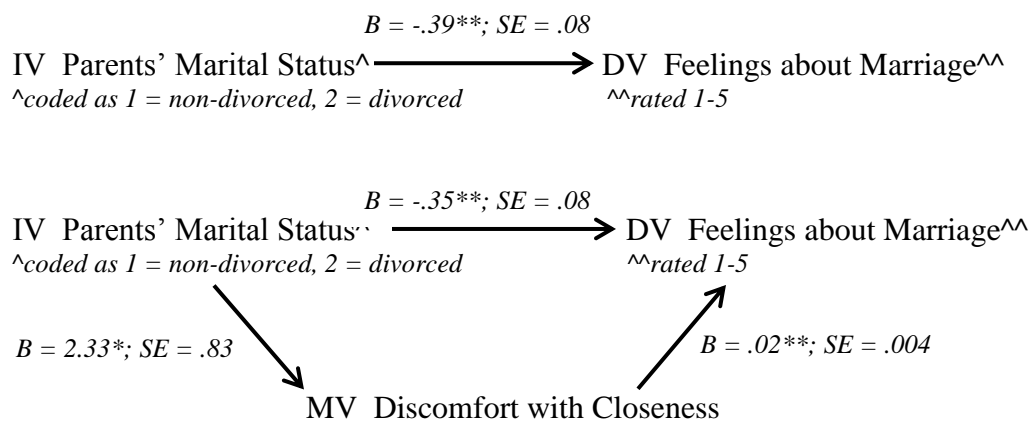 B = -.39**; SE = .08
IV Parents’ Marital Status^ DV Feelings about Marriage^^
^coded as 1 = non-divorced, 2 = divorced ^^rated 1-5
B = -.35**; SE = .08
IV Parents’ Marital Status^ DV Feelings about Marriage^^
^coded as 1 = non-divorced, 2 = divorced ^^rated 1-5
B = 2.33*; SE = .83 B = .02**; SE = .004
MV Discomfort with Closeness